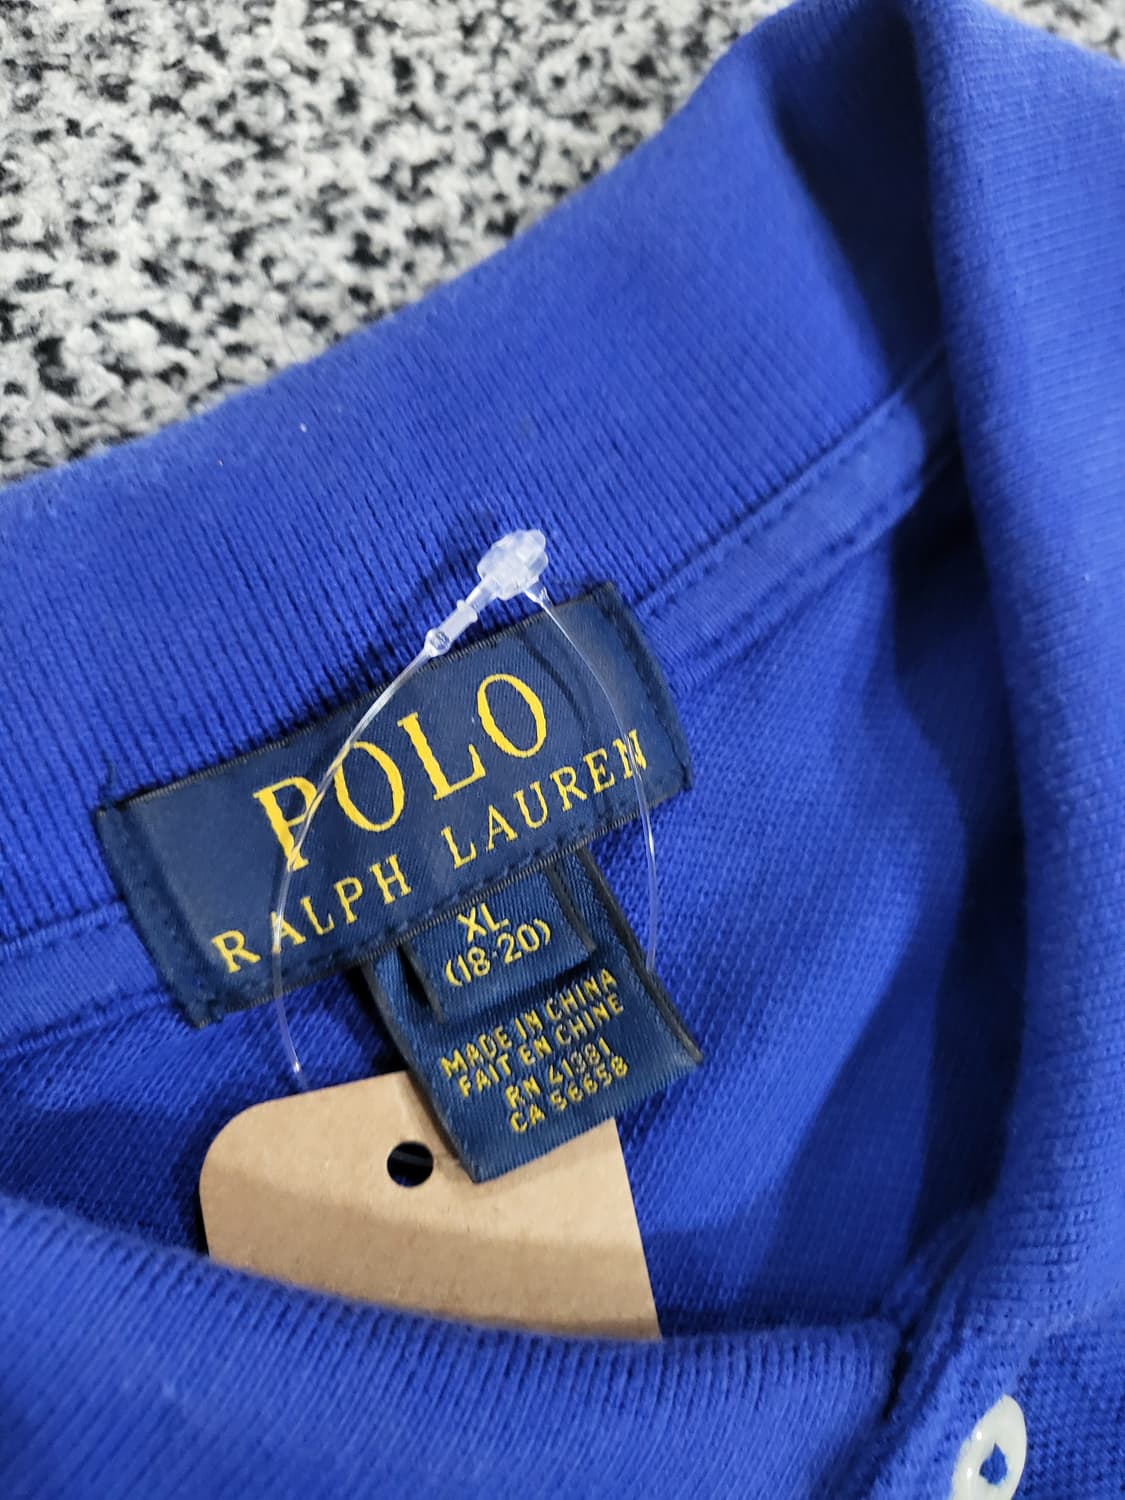 POLO
RALPH LAUREN
XL
(18-20)
MADE IN CHINA
FAIT EN CHINE
RN 41381
CA 56658